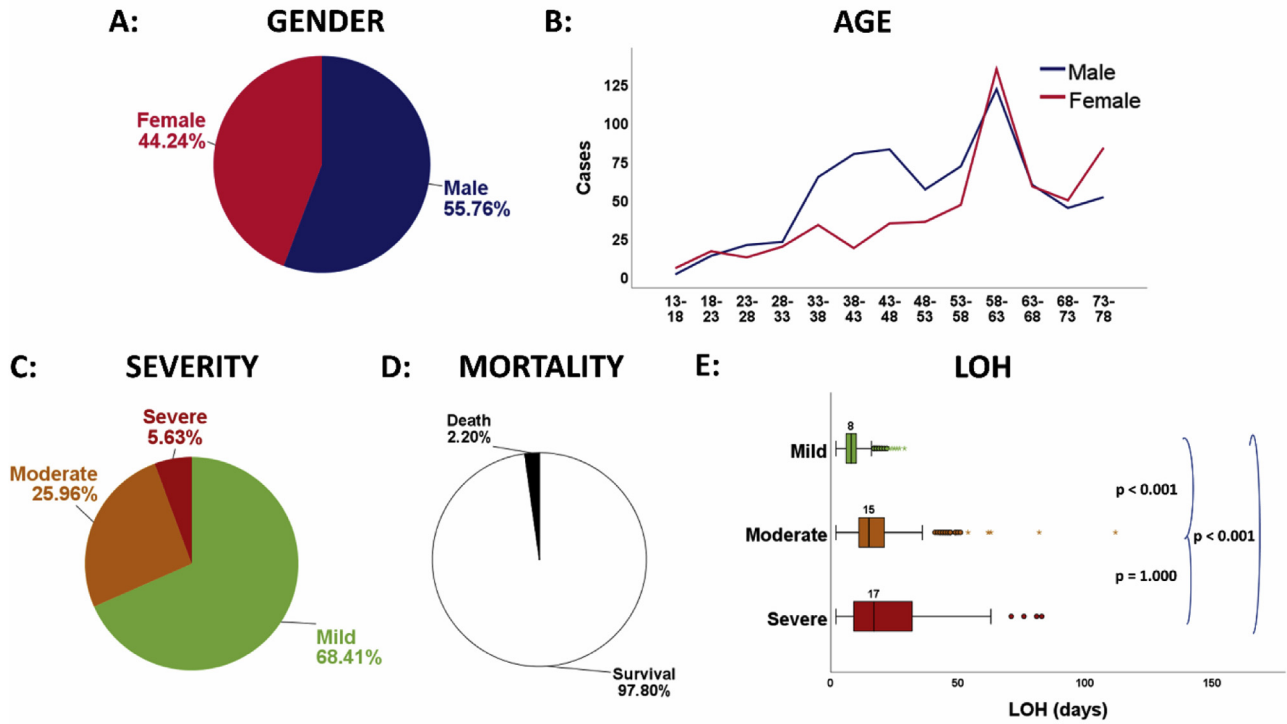 A: GENDER
Female
44.24%
Male
55.76%
B: AGE
Cases
125
100
75
50
25
0
Male
Female
13-18
18-23
23-28
28-33
33-38
38-43
43-48
48-53
53-58
58-63
63-68
68-73
73-78
C: SEVERITY
Severe
5.63%
Moderate
25.96%
Mild
68.41%
D: MORTALITY
Death
2.20%
Survival
97.80%
E: LOH
Mild
8
Moderate
15
Severe
17
p < 0.001
p < 0.001
p = 1.000
0 50 100 150
LOH (days)